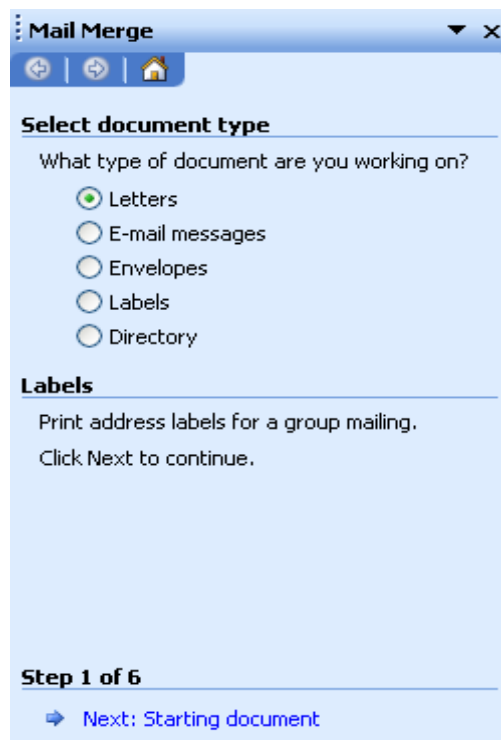 Mail Merge
Select document type
What type of document are you working on?
Letters
E-mail messages
Envelopes
Labels
Directory
Labels
Print address labels for a group mailing.
Click Next to continue.
Step 1 of 6
Next: Starting document